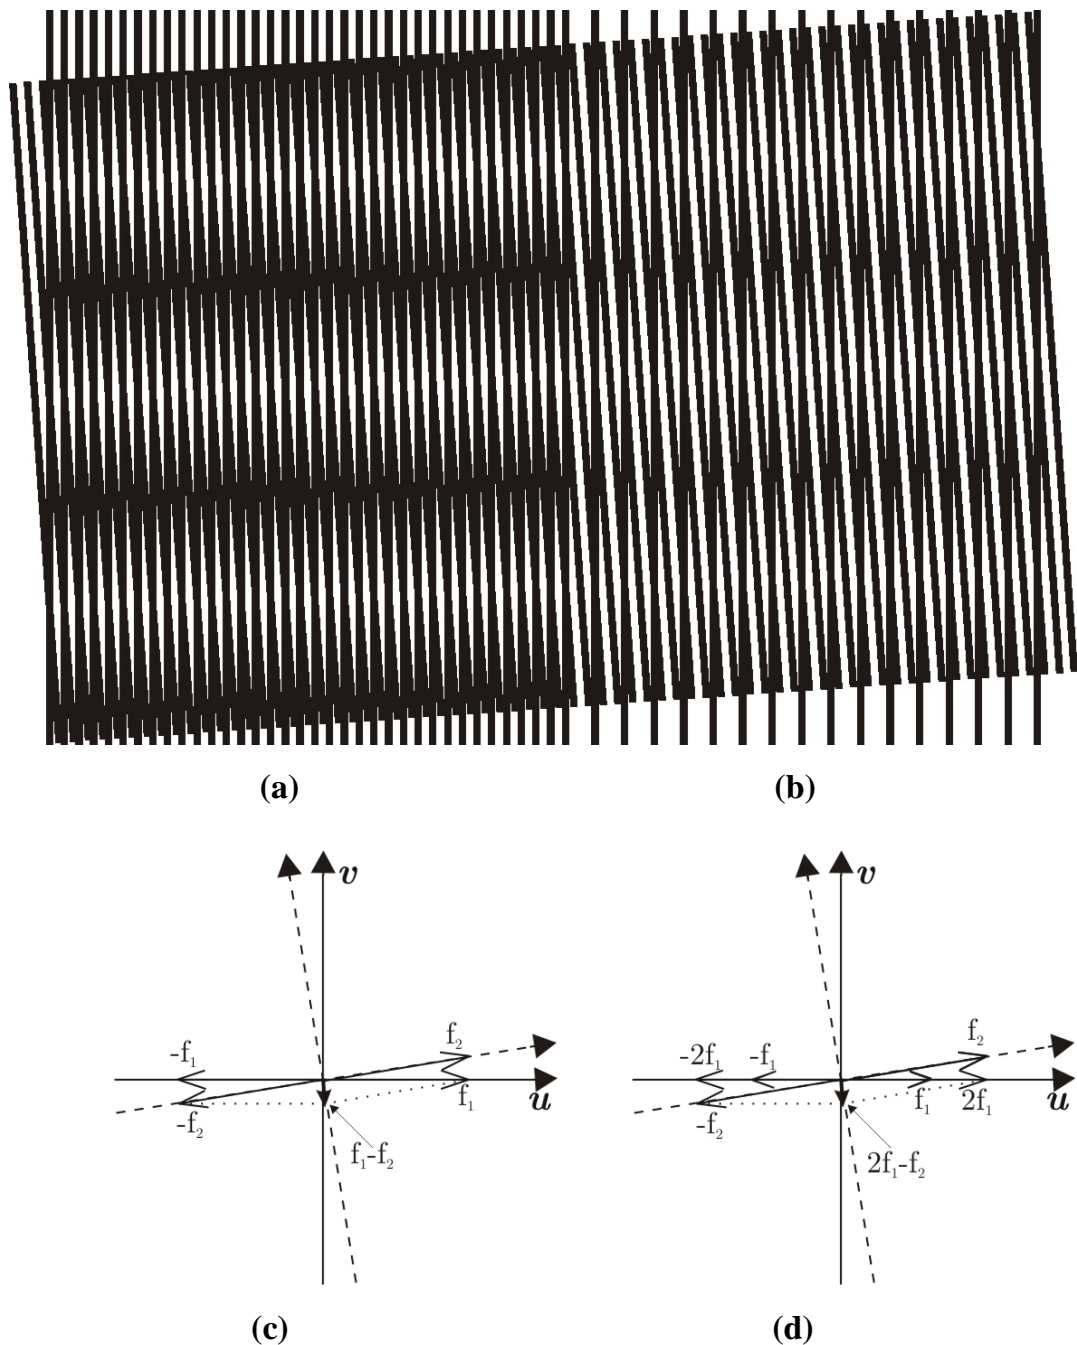 (a) (b)
v v
f₂ f₂
-f₁ -2f₁ -f₁
f₁ u f₁ 2f₁ u
-f₂ -f₂
f₁-f₂ 2f₁-f₂
(c) (d)